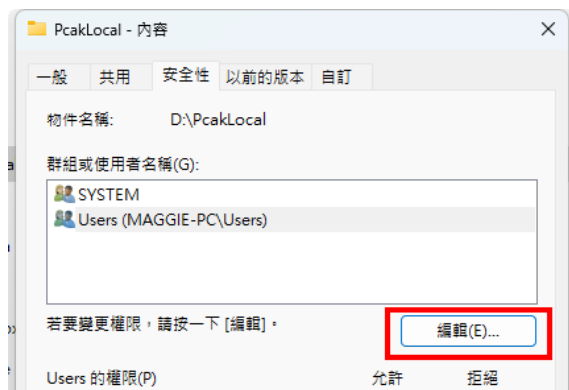 PcakLocal - 內容
一般 共用 安全性 以前的版本 自訂
物件名稱: D:\PcakLocal
群組或使用者名稱(G):
SYSTEM
Users (MAGGIE-PC\Users)
若要變更權限，請按一下 [編輯]。
編輯(E)...
Users 的權限(P) 允許 拒絕